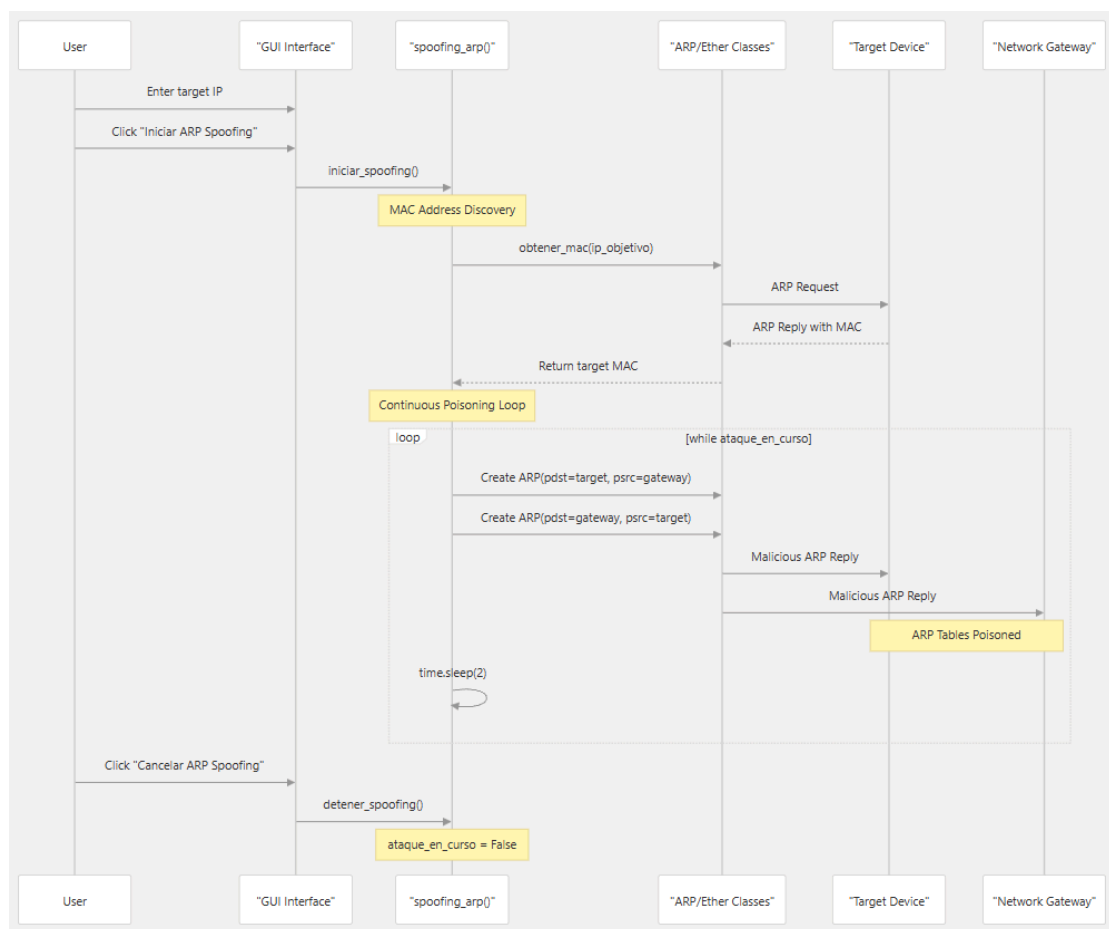 User
"GUI Interface"
"spoofing_arp()"
"ARP/Ether Classes"
"Target Device"
"Network Gateway"
Enter target IP
Click "Iniciar ARP Spoofing"
iniciar_spoofing()
MAC Address Discovery
obtener_mac(ip_objetivo)
ARP Request
ARP Reply with MAC
Return target MAC
Continuous Poisoning Loop
loop
[while ataque_en_curso]
Create ARP(pdst=target, psrc=gateway)
Create ARP(pdst=gateway, psrc=target)
Malicious ARP Reply
Malicious ARP Reply
ARP Tables Poisoned
time.sleep(2)
Click "Cancelar ARP Spoofing"
detener_spoofing()
ataque_en_curso = False
User
"GUI Interface"
"spoofing_arp()"
"ARP/Ether Classes"
"Target Device"
"Network Gateway"